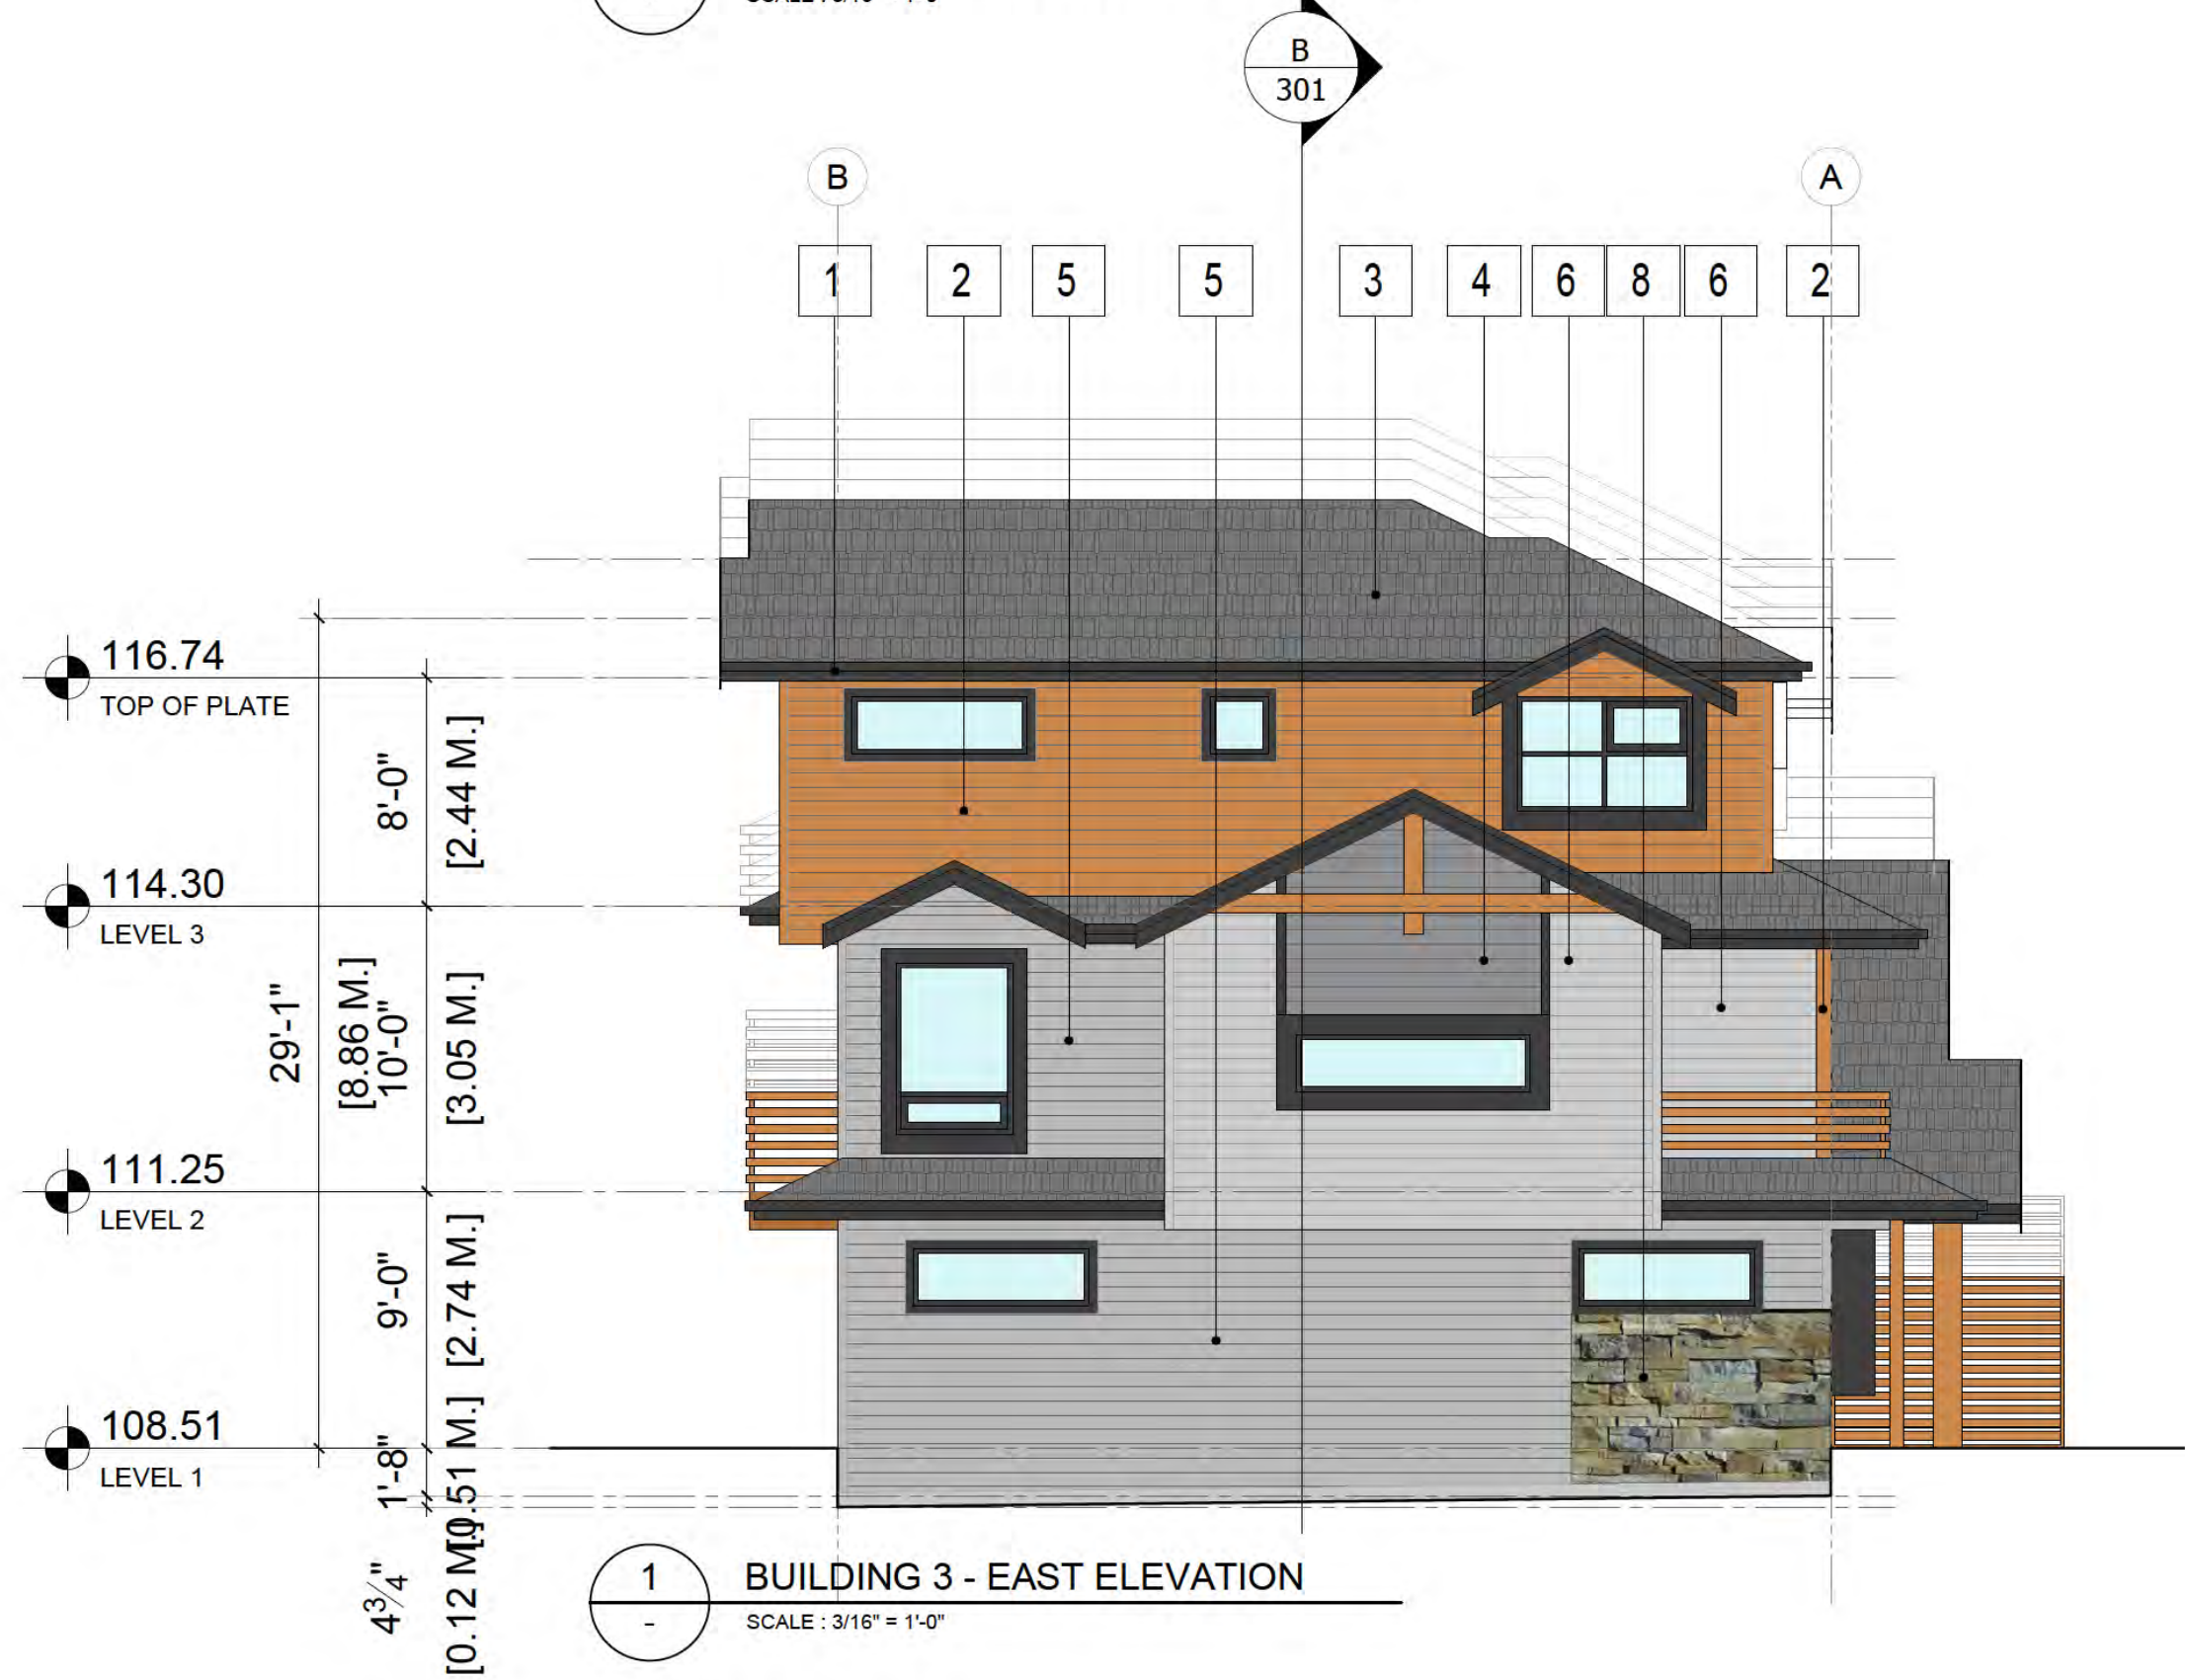 B
301
B
A
1
2
5
5
3
4
6
8
6
2
116.74
TOP OF PLATE
8'-0"
[2.44 M.]
114.30
LEVEL 3
29'-1"
[8.86 M.]
10'-0"
[3.05 M.]
111.25
LEVEL 2
9'-0"
[2.74 M.]
108.51
LEVEL 1
1'-8"
[0.51 M.]
4¾"
[0.12 M.]
1
-
BUILDING 3 - EAST ELEVATION
SCALE : 3/16" = 1'-0"